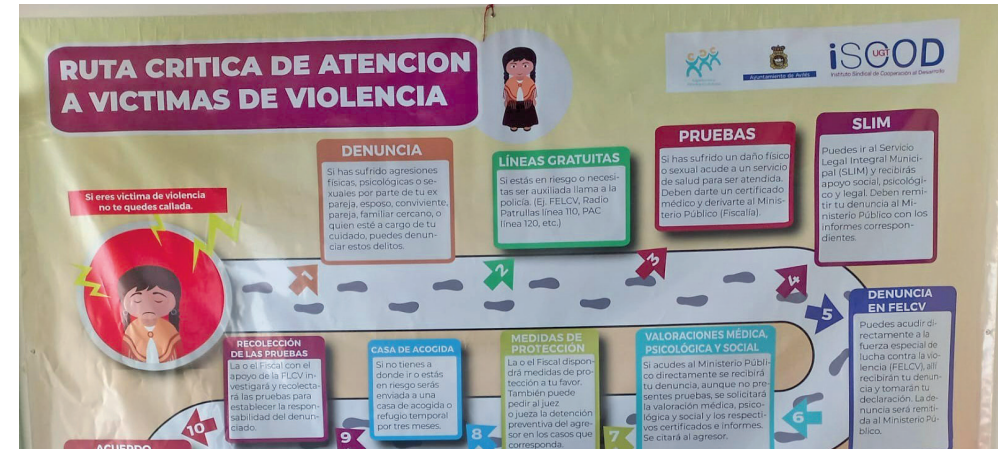 RUTA CRITICA DE ATENCION
A VICTIMAS DE VIOLENCIA
Ayuntamiento de Avilés
iSCOD
UGT
Instituto Sindical de Cooperación al Desarrollo
Si eres víctima de violencia
no te quedes callada.
DENUNCIA
Si has sufrido agresiones
físicas, psicológicas o se-
xuales por parte de tu ex
pareja, esposo, conviviente,
pareja, familiar cercano, o
quien esté a cargo de tu
cuidado, puedes denun-
ciar estos delitos.
1
LÍNEAS GRATUITAS
Si estás en riesgo o necesi-
tas ser auxiliada llama a la
policía. (Ej. FELCV, Radio
Patrullas línea 110, PAC
línea 120, etc.)
2
PRUEBAS
Si has sufrido un daño físico
o sexual acude a un servicio
de salud para ser atendida.
Deben darte un certificado
médico y derivarte al Minis-
terio Público (Fiscalía).
3
SLIM
Puedes ir al Servicio
Legal Integral Munici-
pal (SLIM) y recibirás
apoyo social, psicológi-
co y legal. Deben remi-
tir tu denuncia al Mi-
nisterio Público con los
informes correspon-
dientes.
4
DENUNCIA
EN FELCV
Puedes acudir di-
rectamente a la
fuerza especial de
lucha contra la vio-
lencia (FELCV), allí
recibirán tu denun-
cia y tomarán tu
declaración. La de-
nuncia será remiti-
da al Ministerio Pú-
blico.
5
VALORACIONES MÉDICA,
PSICOLÓGICA Y SOCIAL
Si acudes al Ministerio Públi-
co directamente se recibirá
tu denuncia, aunque no pre-
sentes pruebas, se solicitará
la valoración médica, psico-
lógica y social y los respecti-
vos certificados e informes.
Se citará al agresor.
6
MEDIDAS DE
PROTECCIÓN
La o el Fiscal dispon-
drá medidas de pro-
tección a tu favor.
También puede
pedir al juez
o jueza la detención
preventiva del agre-
sor en los casos que
corresponda.
7
CASA DE ACOGIDA
Si no tienes a
donde ir o estás
en riesgo serás
enviada a una
casa de acogida o
refugio temporal
por tres meses.
8
RECOLECCIÓN
DE LAS PRUEBAS
La o el Fiscal con el
apoyo de la FLCV in-
vestigará y recolecta-
rá las pruebas para
establecer la respon-
sabilidad del denun-
ciado.
9
10
ACUERDO